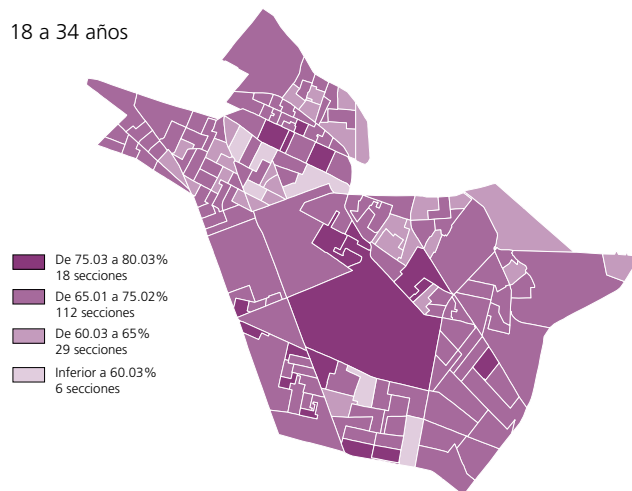 18 a 34 años
De 75.03 a 80.03%
18 secciones
De 65.01 a 75.02%
112 secciones
De 60.03 a 65%
29 secciones
Inferior a 60.03%
6 secciones